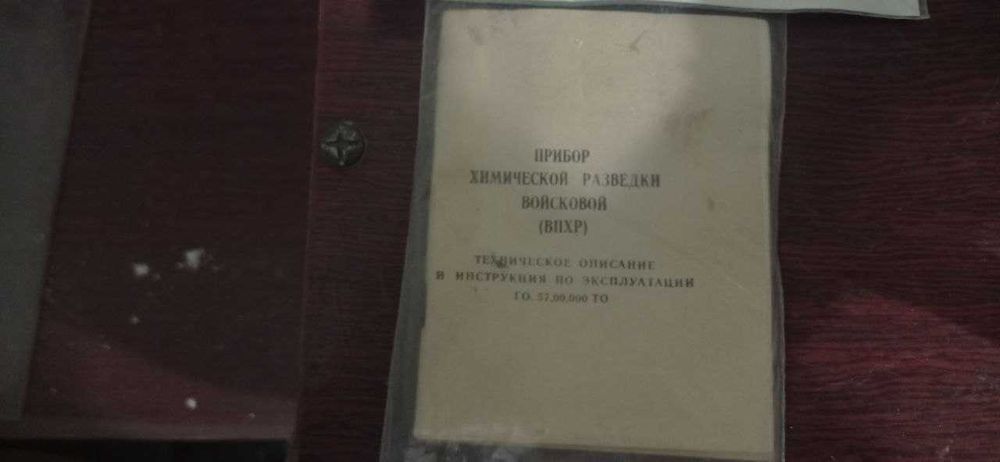 ПРИБОР
ХИМИЧЕСКОЙ РАЗВЕДКИ
ВОЙСКОВОЙ
(ВПХР)
ТЕХНИЧЕСКОЕ ОПИСАНИЕ
И ИНСТРУКЦИЯ ПО ЭКСПЛУАТАЦИИ
ГО. 57.00.000 ТО